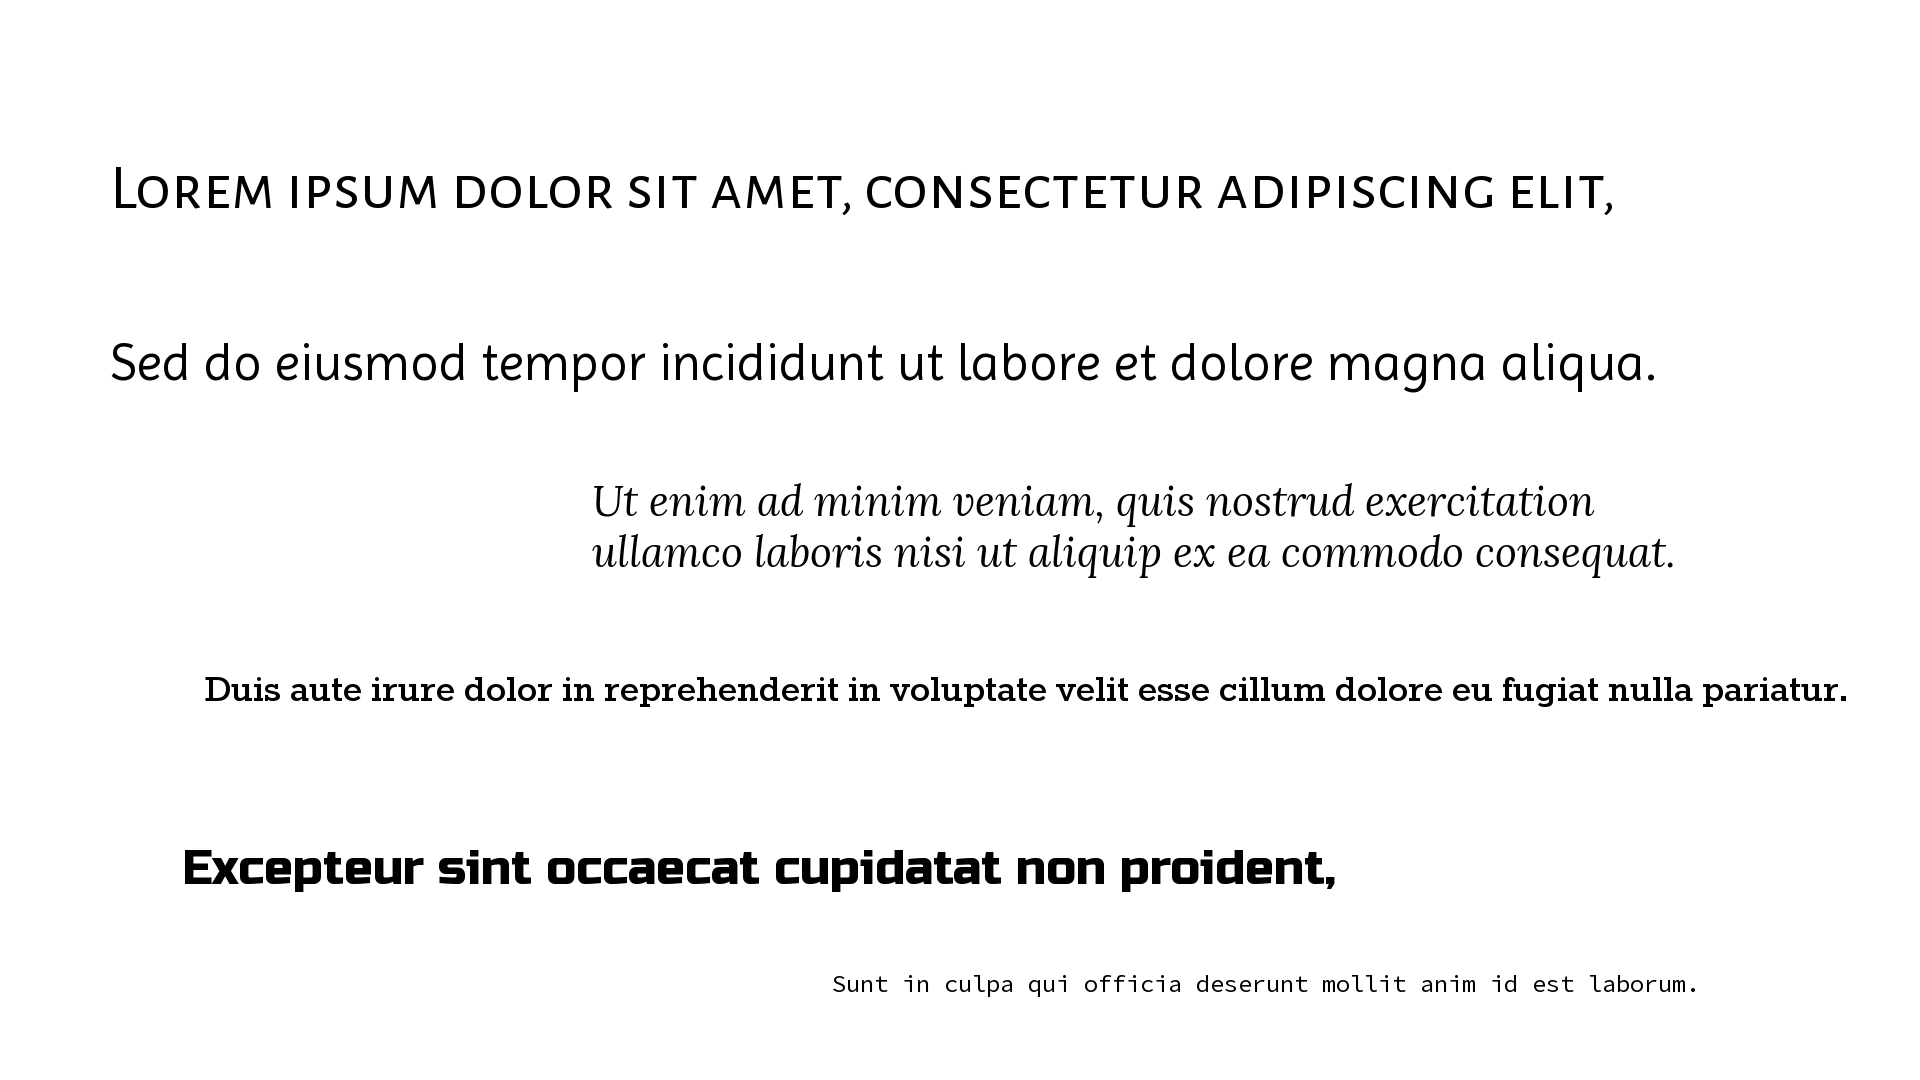 Lorem ipsum dolor sit amet, consectetur adipiscing elit,
Sed do eiusmod tempor incididunt ut labore et dolore magna aliqua.
Ut enim ad minim veniam, quis nostrud exercitation
ullamco laboris nisi ut aliquip ex ea commodo consequat.
Duis aute irure dolor in reprehenderit in voluptate velit esse cillum dolore eu fugiat nulla pariatur.
Excepteur sint occaecat cupidatat non proident,
Sunt in culpa qui officia deserunt mollit anim id est laborum.